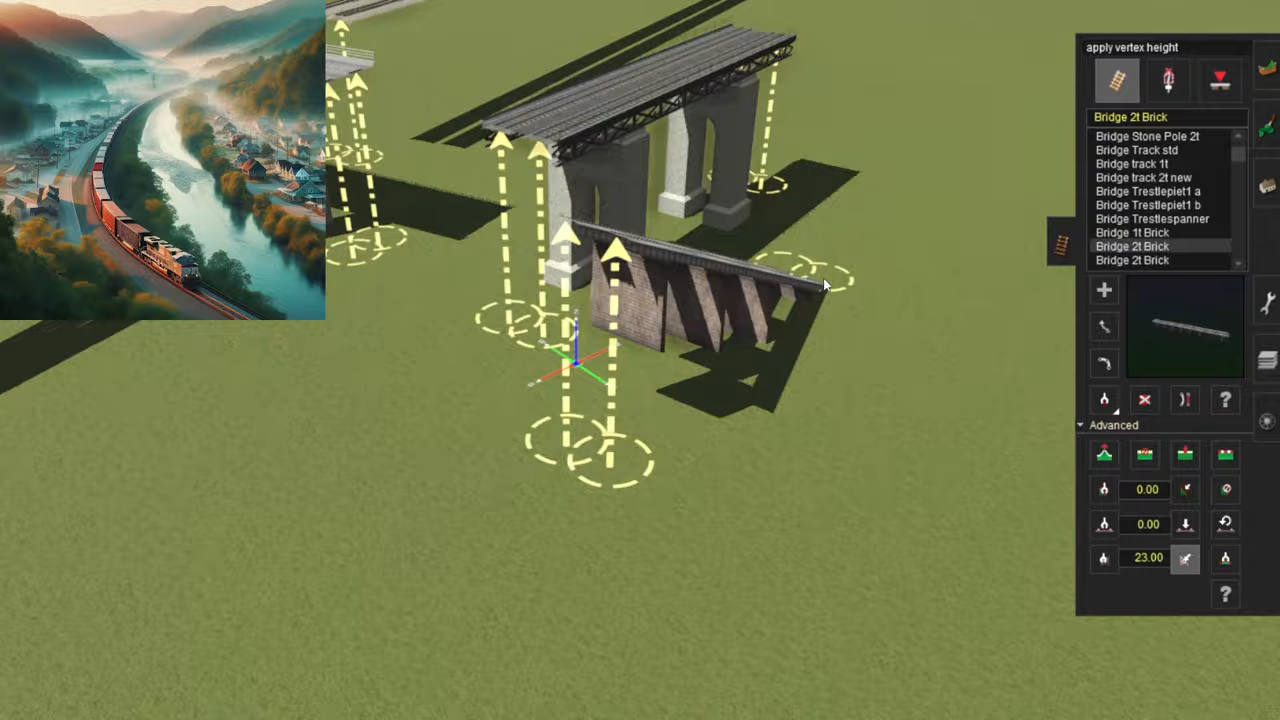 apply vertex height
Bridge 2t Brick
Bridge Stone Pole 2t
Bridge Track std
Bridge track 1t
Bridge track 2t new
Bridge Trestlepiet1 a
Bridge Trestlepiet1 b
Bridge Trestlespanner
Bridge 1t Brick
Bridge 2t Brick
Bridge 2t Brick
?
Advanced
0.00
0.00
23.00
?